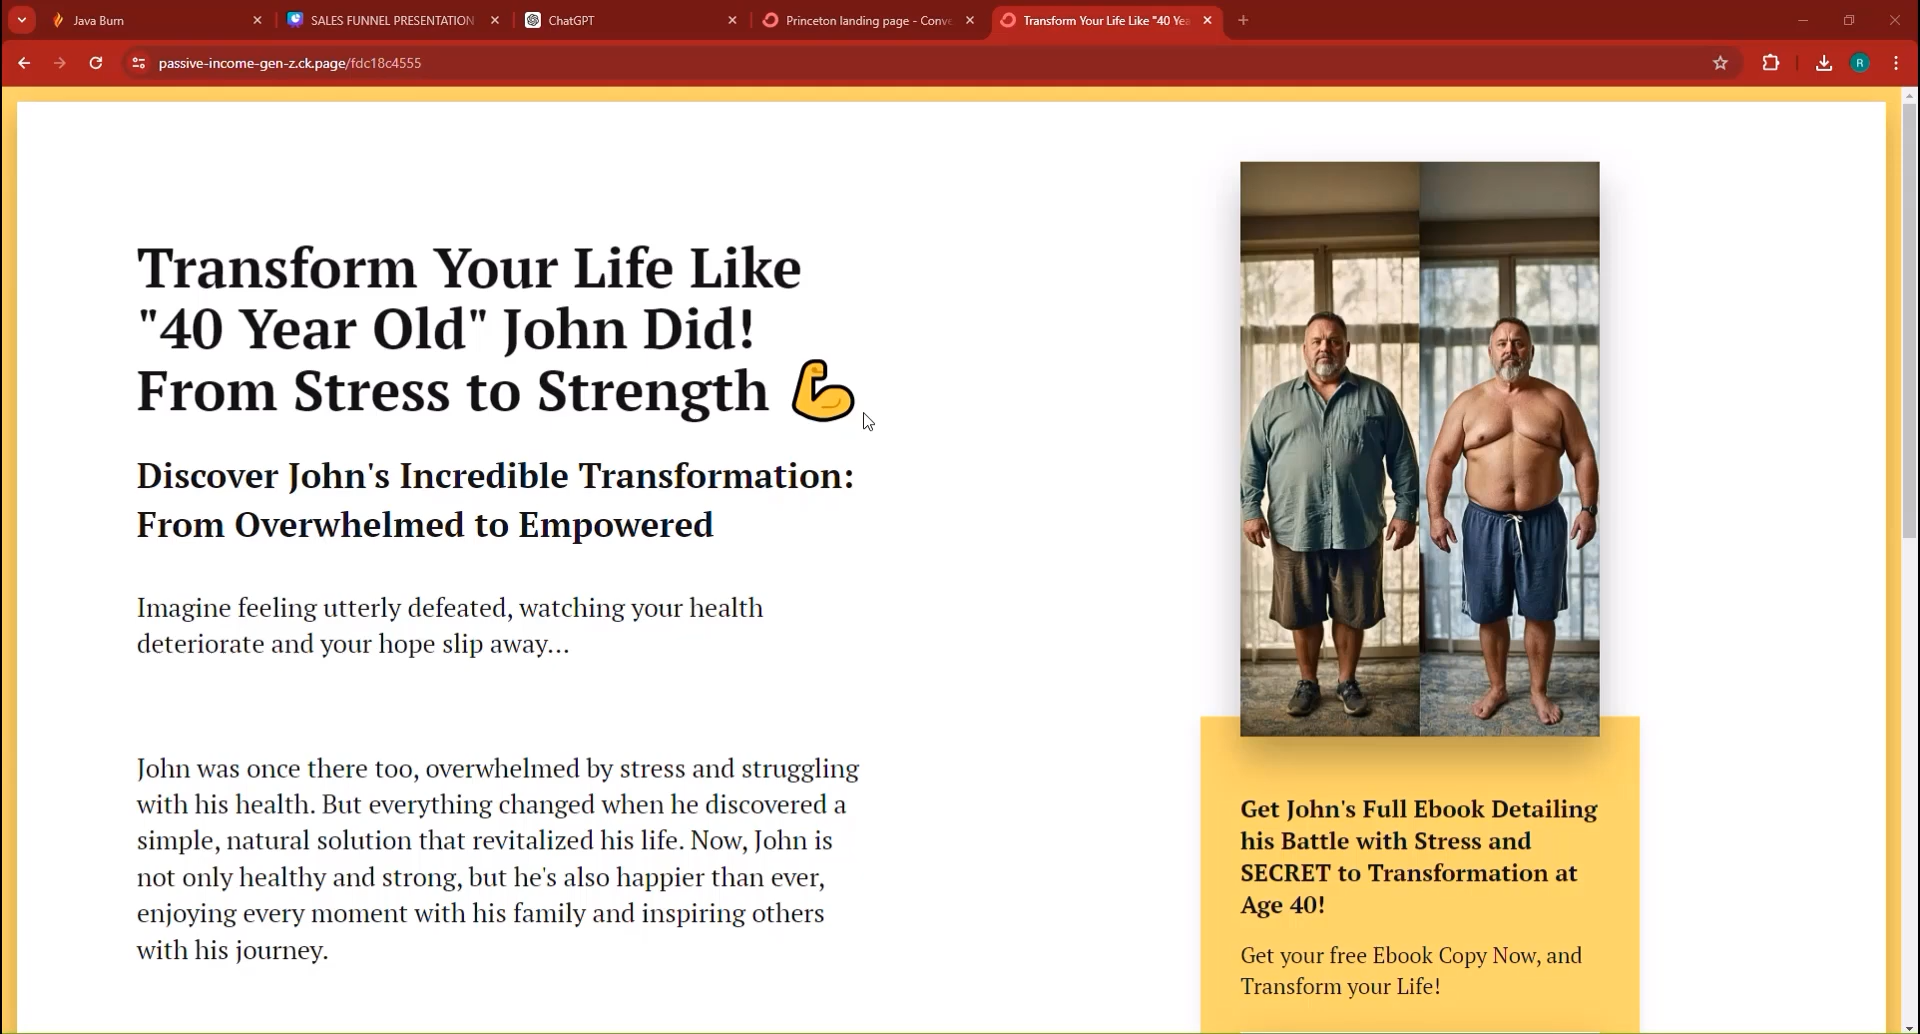 Java Burn
SALES FUNNEL PRESENTATION
ChatGPT
Princeton landing page - Conve
Transform Your Life Like "40 Yea
passive-income-gen-z.ck.page/fdc18c4555
R
Transform Your Life Like
"40 Year Old" John Did!
From Stress to Strength 💪
Discover John's Incredible Transformation:
From Overwhelmed to Empowered
Imagine feeling utterly defeated, watching your health
deteriorate and your hope slip away...
John was once there too, overwhelmed by stress and struggling
with his health. But everything changed when he discovered a
simple, natural solution that revitalized his life. Now, John is
not only healthy and strong, but he's also happier than ever,
enjoying every moment with his family and inspiring others
with his journey.
Get John's Full Ebook Detailing
his Battle with Stress and
SECRET to Transformation at
Age 40!
Get your free Ebook Copy Now, and
Transform your Life!